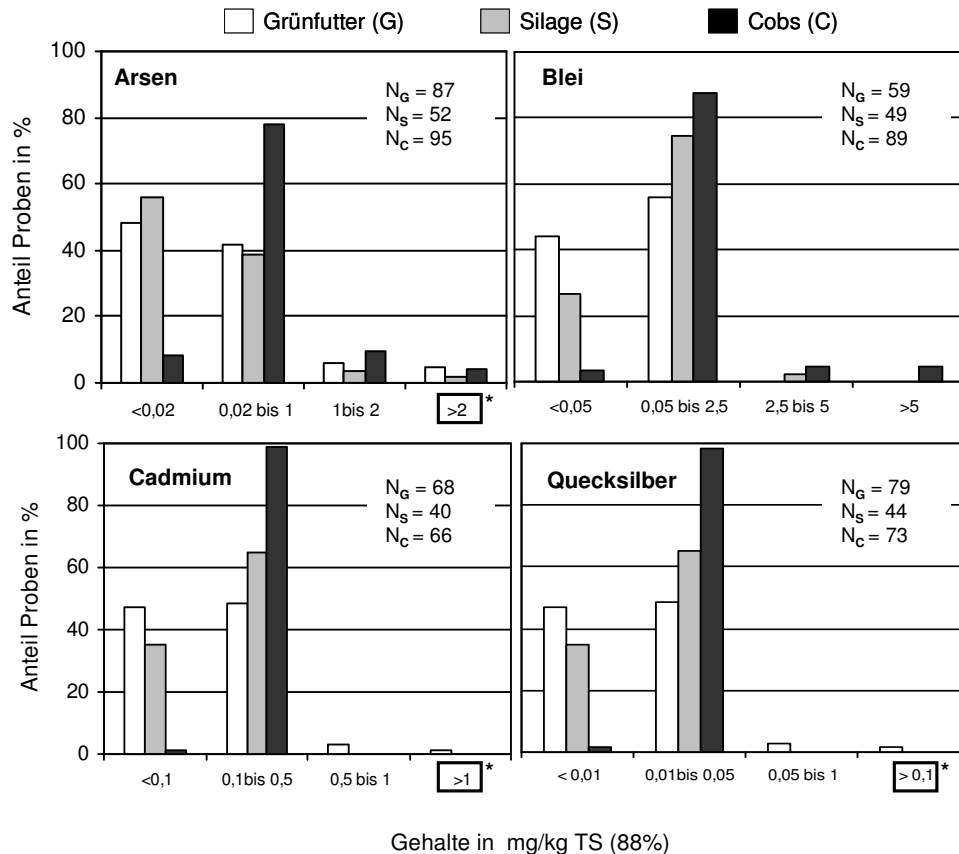 Grünfutter (G) Silage (S) Cobs (C)
Anteil Proben in %
100
80
60
40
20
0
Arsen
N_G = 87
N_S = 52
N_C = 95
<0,02 0,02 bis 1 1bis 2 >2 *
Blei
N_G = 59
N_S = 49
N_C = 89
<0,05 0,05 bis 2,5 2,5 bis 5 >5
Anteil Proben in %
100
80
60
40
20
0
Cadmium
N_G = 68
N_S = 40
N_C = 66
<0,1 0,1bis 0,5 0,5 bis 1 >1 *
Quecksilber
N_G = 79
N_S = 44
N_C = 73
< 0,01 0,01bis 0,05 0,05 bis 1 > 0,1 *
Gehalte in mg/kg TS (88%)